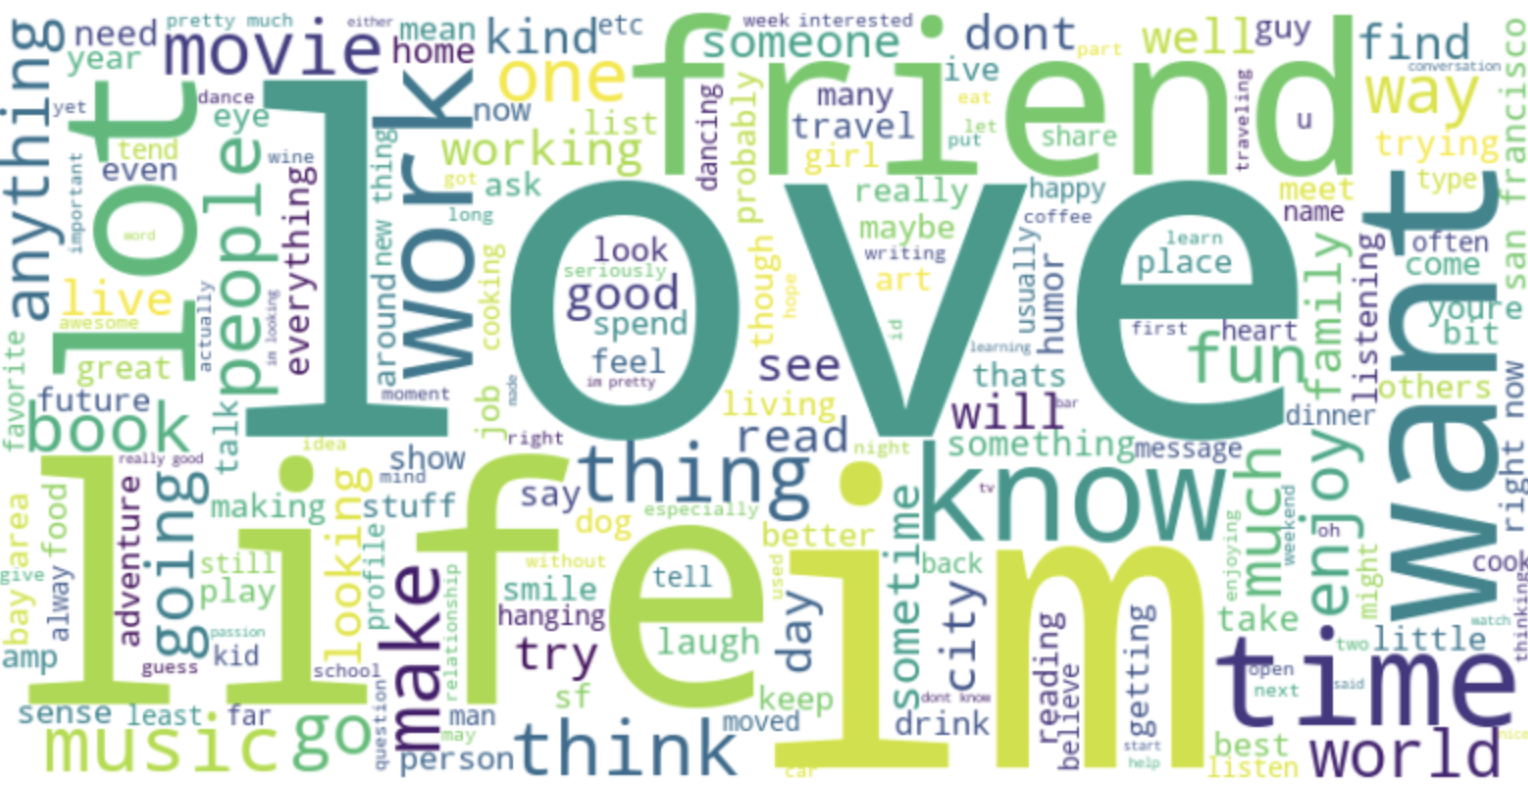 need
pretty much
either
mean
kind
etc
someone
week
interested
dont
part
well
guy
find
movie
home
one
friend
year
way
conversation
francisco
anything
yet
lot
dance
eye
love
work
now
ive
eat
many
list
travel
let
put
share
traveling
u
trying
tend
even
people
wine
working
dancing
probably
girl
type
important
everything
around
new thing
got
ask
long
really
happy
meet
name
want
san
word
look
seriously
maybe
coffee
writing
learn
place
often
come
live
awesome
actually
im looking
cooking
good
spend
though
hope
art
id
usually
humor
first
heart
family
listening
youre
bit
great
feel
im pretty
see
learning
thats
fun
others
favorite
future
moment
job
made
living
will
bar
dinner
right now
book
talk
idea
right
read
something
message
really good
show
mind
thing
night
know
much
enjoy
life
going
making
looking
stuff
say
dog
especially
better
im
tv
sometime
weekend
oh
bay area
food
adventure
still
profile
without
tell
used
back
enjoying
might
cook
give
alway
play
make
relationship
smile
hanging
day
city
reading
getting
take
watch
thinking
amp
passion
guess
kid
school
try
laugh
believe
time
two
little
open
next
said
sense
least
far
question
man
may
sf
keep
moved
dont know
drink
start
help
best
world
nice
music
go
person
think
car
listen